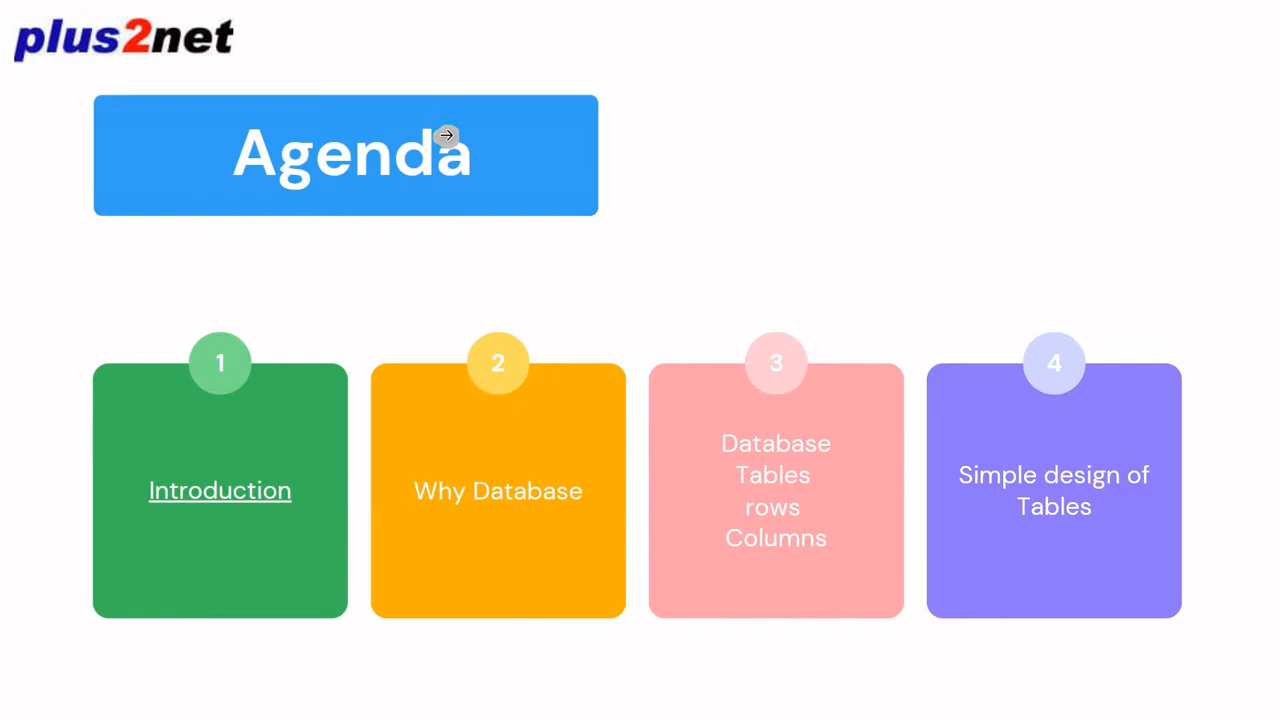 plus2net
Agenda
1
2
3
4
Introduction
Why Database
Database
Tables
rows
Columns
Simple design of
Tables